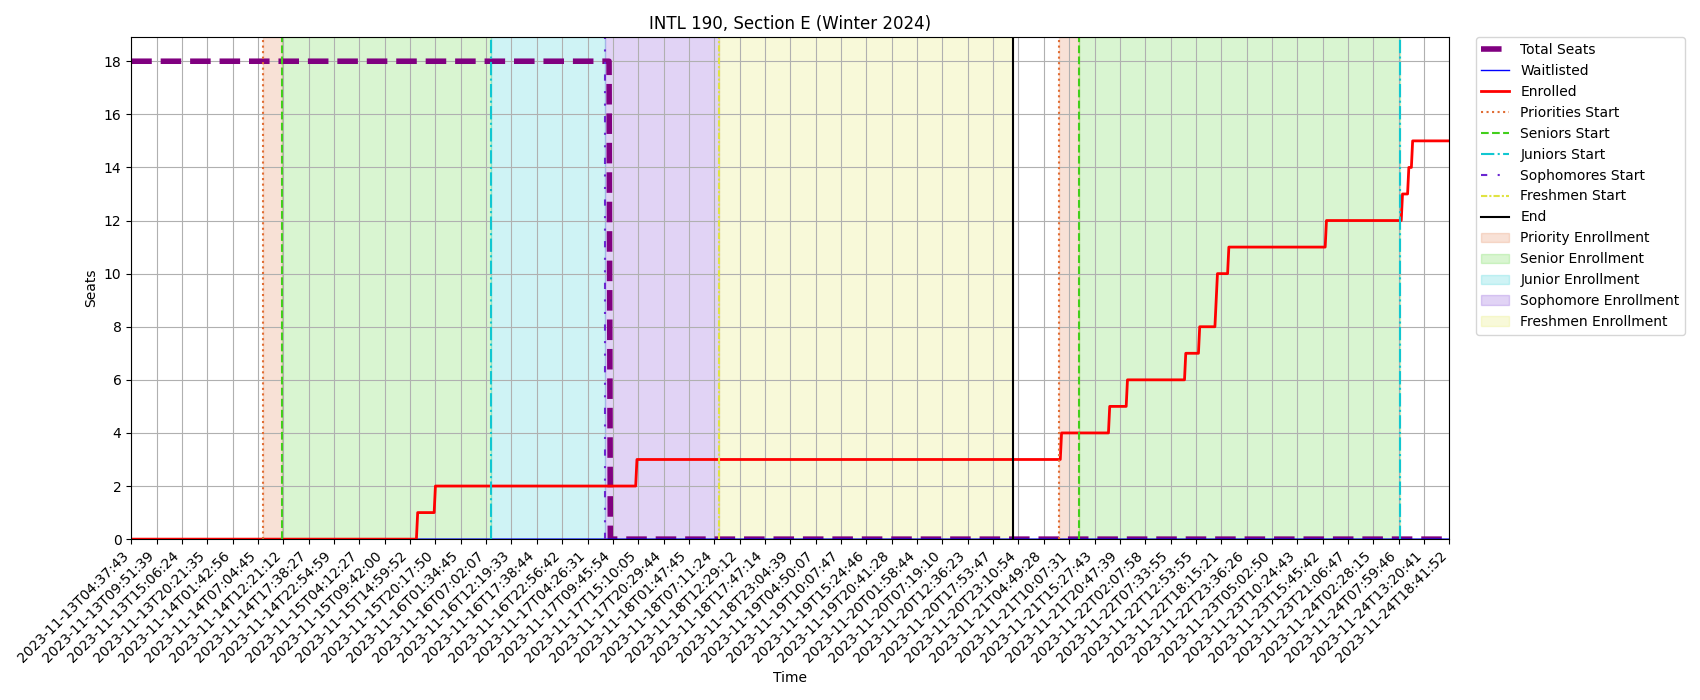 INTL 190, Section E (Winter 2024)
Total Seats
Waitlisted
Enrolled
Priorities Start
Seniors Start
Juniors Start
Sophomores Start
Freshmen Start
End
Priority Enrollment
Senior Enrollment
Junior Enrollment
Sophomore Enrollment
Freshmen Enrollment
Seats
18
16
14
12
10
8
6
4
2
0
2023-11-13T04:37:43
2023-11-13T09:51:39
2023-11-13T15:06:24
2023-11-13T20:21:35
2023-11-14T01:42:56
2023-11-14T07:04:45
2023-11-14T12:21:12
2023-11-14T17:38:27
2023-11-14T22:54:59
2023-11-15T04:12:27
2023-11-15T09:42:00
2023-11-15T14:59:52
2023-11-15T20:17:50
2023-11-16T01:34:45
2023-11-16T07:02:07
2023-11-16T12:19:33
2023-11-16T17:38:44
2023-11-16T22:56:42
2023-11-17T04:26:31
2023-11-17T09:45:54
2023-11-17T15:10:05
2023-11-17T20:29:44
2023-11-18T01:47:45
2023-11-18T07:11:24
2023-11-18T12:29:12
2023-11-18T17:47:14
2023-11-18T23:04:39
2023-11-19T04:50:07
2023-11-19T10:07:47
2023-11-19T15:24:46
2023-11-19T20:41:28
2023-11-20T01:58:44
2023-11-20T07:19:10
2023-11-20T12:36:23
2023-11-20T17:53:47
2023-11-20T23:10:54
2023-11-21T04:49:28
2023-11-21T10:07:31
2023-11-21T15:27:43
2023-11-21T20:47:39
2023-11-22T02:07:58
2023-11-22T07:33:55
2023-11-22T12:53:55
2023-11-22T18:15:21
2023-11-22T23:36:26
2023-11-23T05:02:50
2023-11-23T10:24:43
2023-11-23T15:45:42
2023-11-23T21:06:47
2023-11-24T02:28:15
2023-11-24T07:59:46
2023-11-24T13:20:41
2023-11-24T18:41:52
Time